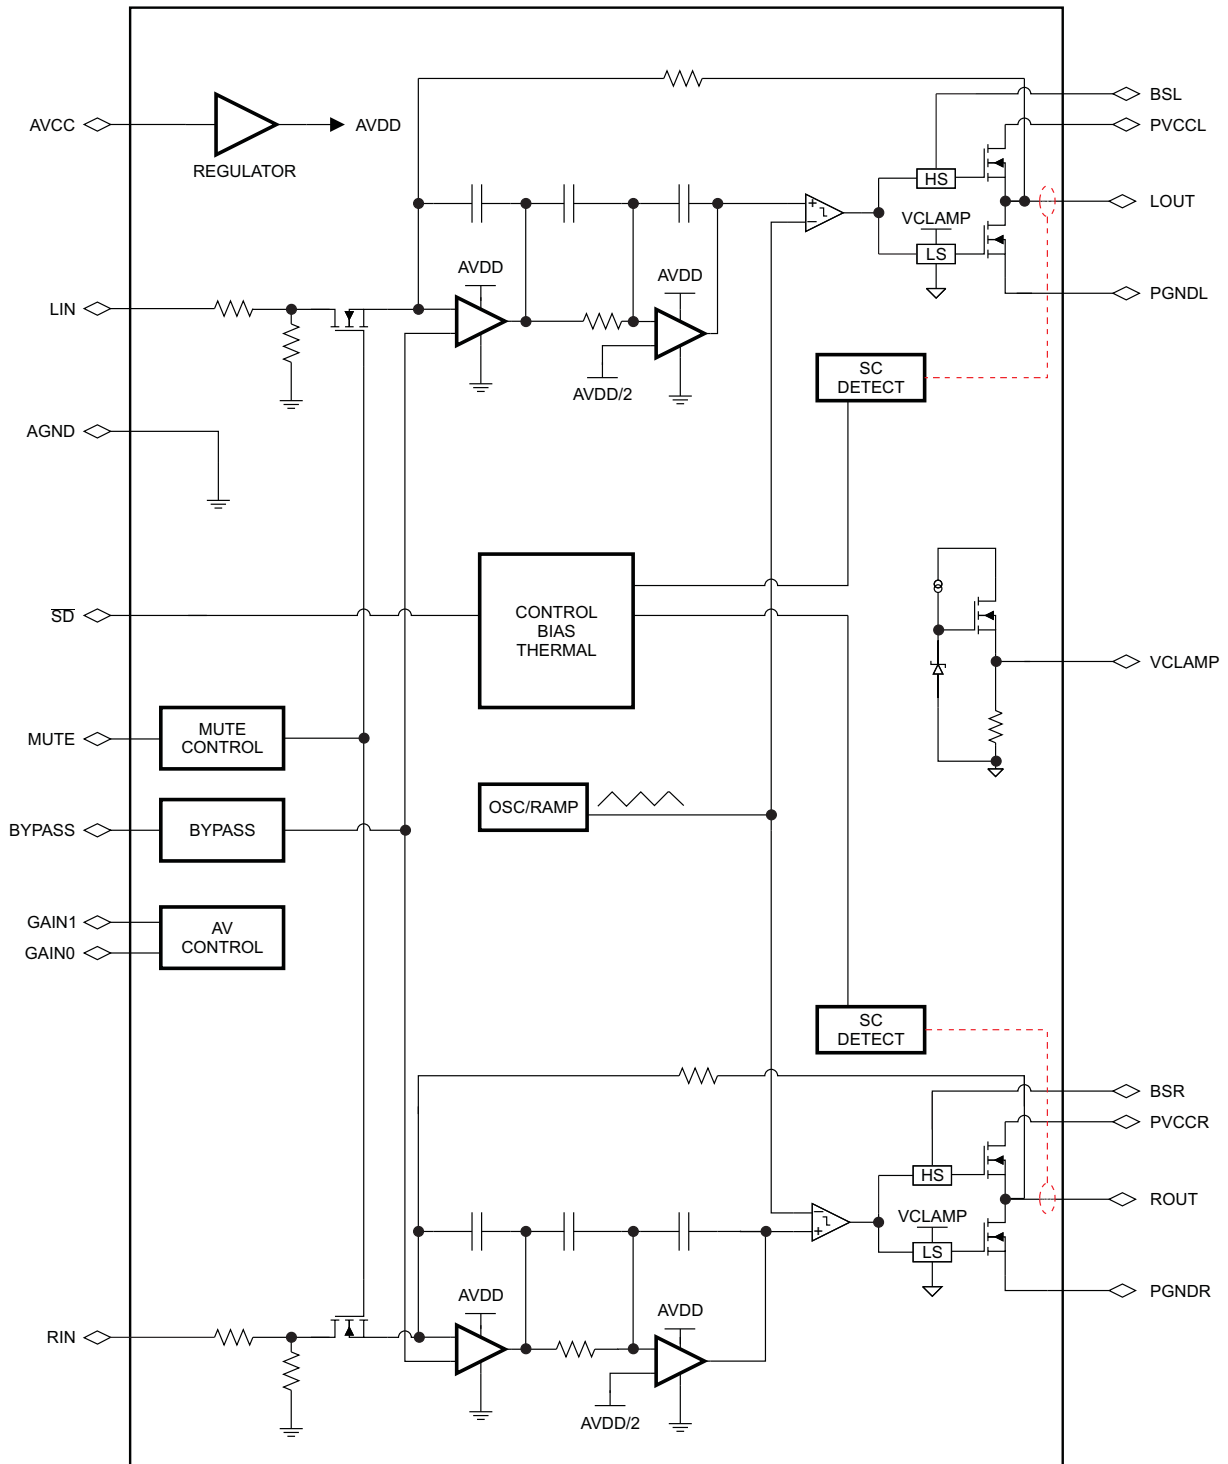 BSL
AVCC
AVDD
PVCCL
REGULATOR
HS
LOUT
VCLAMP
+
−
LS
AVDD
AVDD
LIN
PGNDL
SC
DETECT
AVDD/2
AGND
SD
CONTROL
BIAS
THERMAL
VCLAMP
MUTE
MUTE
CONTROL
OSC/RAMP
BYPASS
BYPASS
GAIN1
GAIN0
AV
CONTROL
SC
DETECT
BSR
PVCCR
HS
ROUT
VCLAMP
−
+
LS
AVDD
AVDD
PGNDR
RIN
AVDD/2